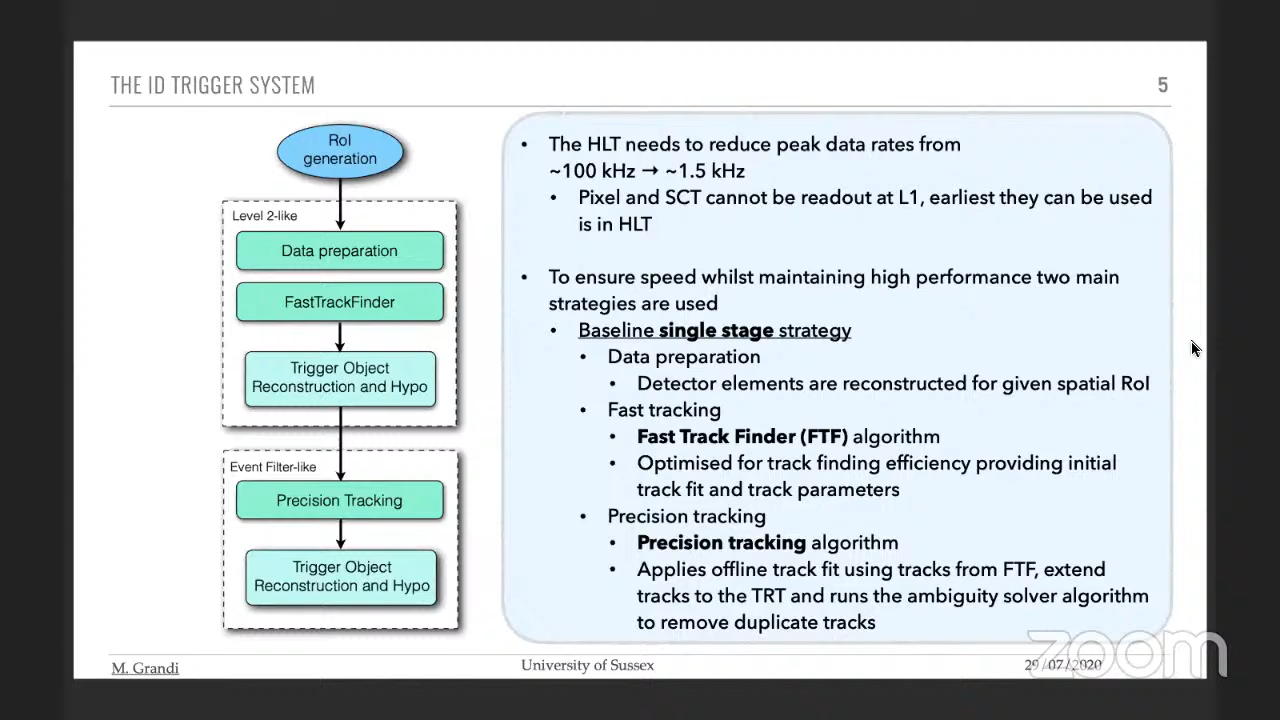 THE ID TRIGGER SYSTEM
5
RoI
generation
Level 2-like
Data preparation
FastTrackFinder
Trigger Object
Reconstruction and Hypo
Event Filter-like
Precision Tracking
Trigger Object
Reconstruction and Hypo
• The HLT needs to reduce peak data rates from
~100 kHz → ~1.5 kHz
• Pixel and SCT cannot be readout at L1, earliest they can be used
is in HLT
• To ensure speed whilst maintaining high performance two main
strategies are used
• Baseline single stage strategy
• Data preparation
• Detector elements are reconstructed for given spatial RoI
• Fast tracking
• Fast Track Finder (FTF) algorithm
• Optimised for track finding efficiency providing initial
track fit and track parameters
• Precision tracking
• Precision tracking algorithm
• Applies offline track fit using tracks from FTF, extend
tracks to the TRT and runs the ambiguity solver algorithm
to remove duplicate tracks
M. Grandi
University of Sussex
29/07/2020
zoom